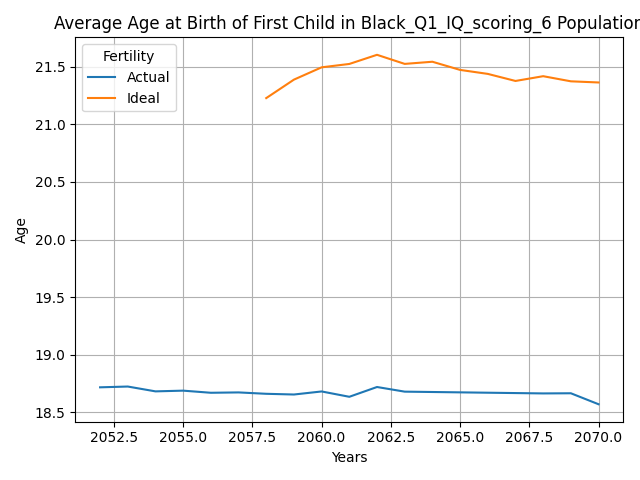 Average Age at Birth of First Child in Black_Q1_IQ_scoring_6 Population
Fertility
Actual
Ideal
21.5
21.0
20.5
20.0
19.5
19.0
18.5
Age
2052.5 2055.0 2057.5 2060.0 2062.5 2065.0 2067.5 2070.0
Years